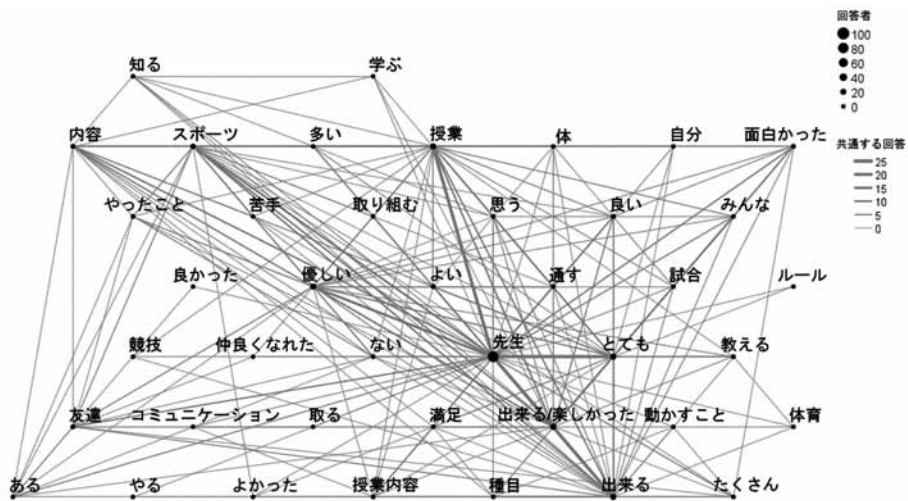 回答者
100
80
60
40
20
0
共通する回答
25
20
15
10
5
0
知る 学ぶ
内容 スポーツ 多い 授業 体 自分 面白かった
やったこと 苦手 取り組む 思う 良い みんな
良かった 優しい よい 通す 試合 ルール
競技 仲良くなれた ない 先生 とても 教える
友達 コミュニケーション 取る 満足 出来る/楽しかった 動かすこと 体育
ある やる よかった 授業内容 種目 出来る たくさん